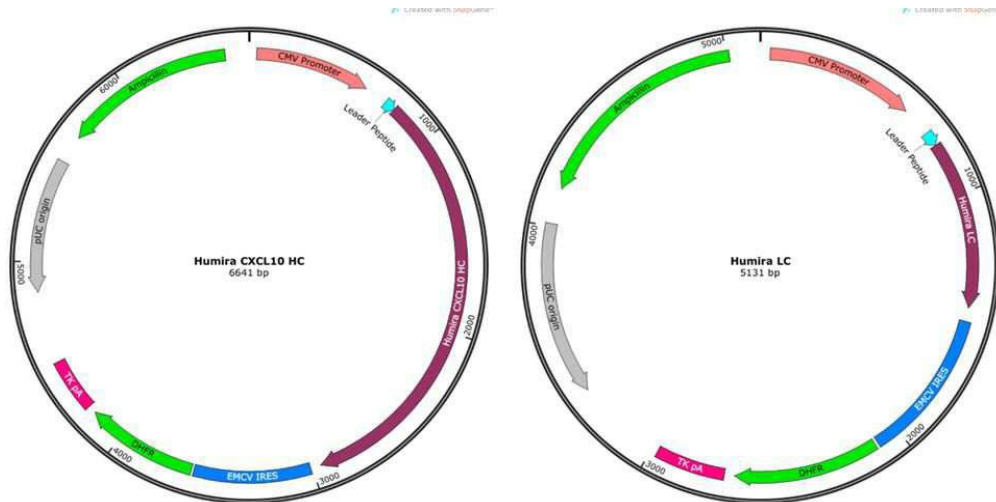 Created with SnapGene
CMV Promoter
Leader Peptide
1000
Humira CXCL10 HC
2000
3000
EMCV IRES
DHFR
4000
TK pA
5000
pUC origin
Ampicillin
6000
Humira CXCL10 HC
6641 bp
Created with SnapGene
CMV Promoter
Leader Peptide
1000
Humira LC
EMCV IRES
2000
DHFR
TK pA
3000
pUC origin
4000
Ampicillin
5000
Humira LC
5131 bp